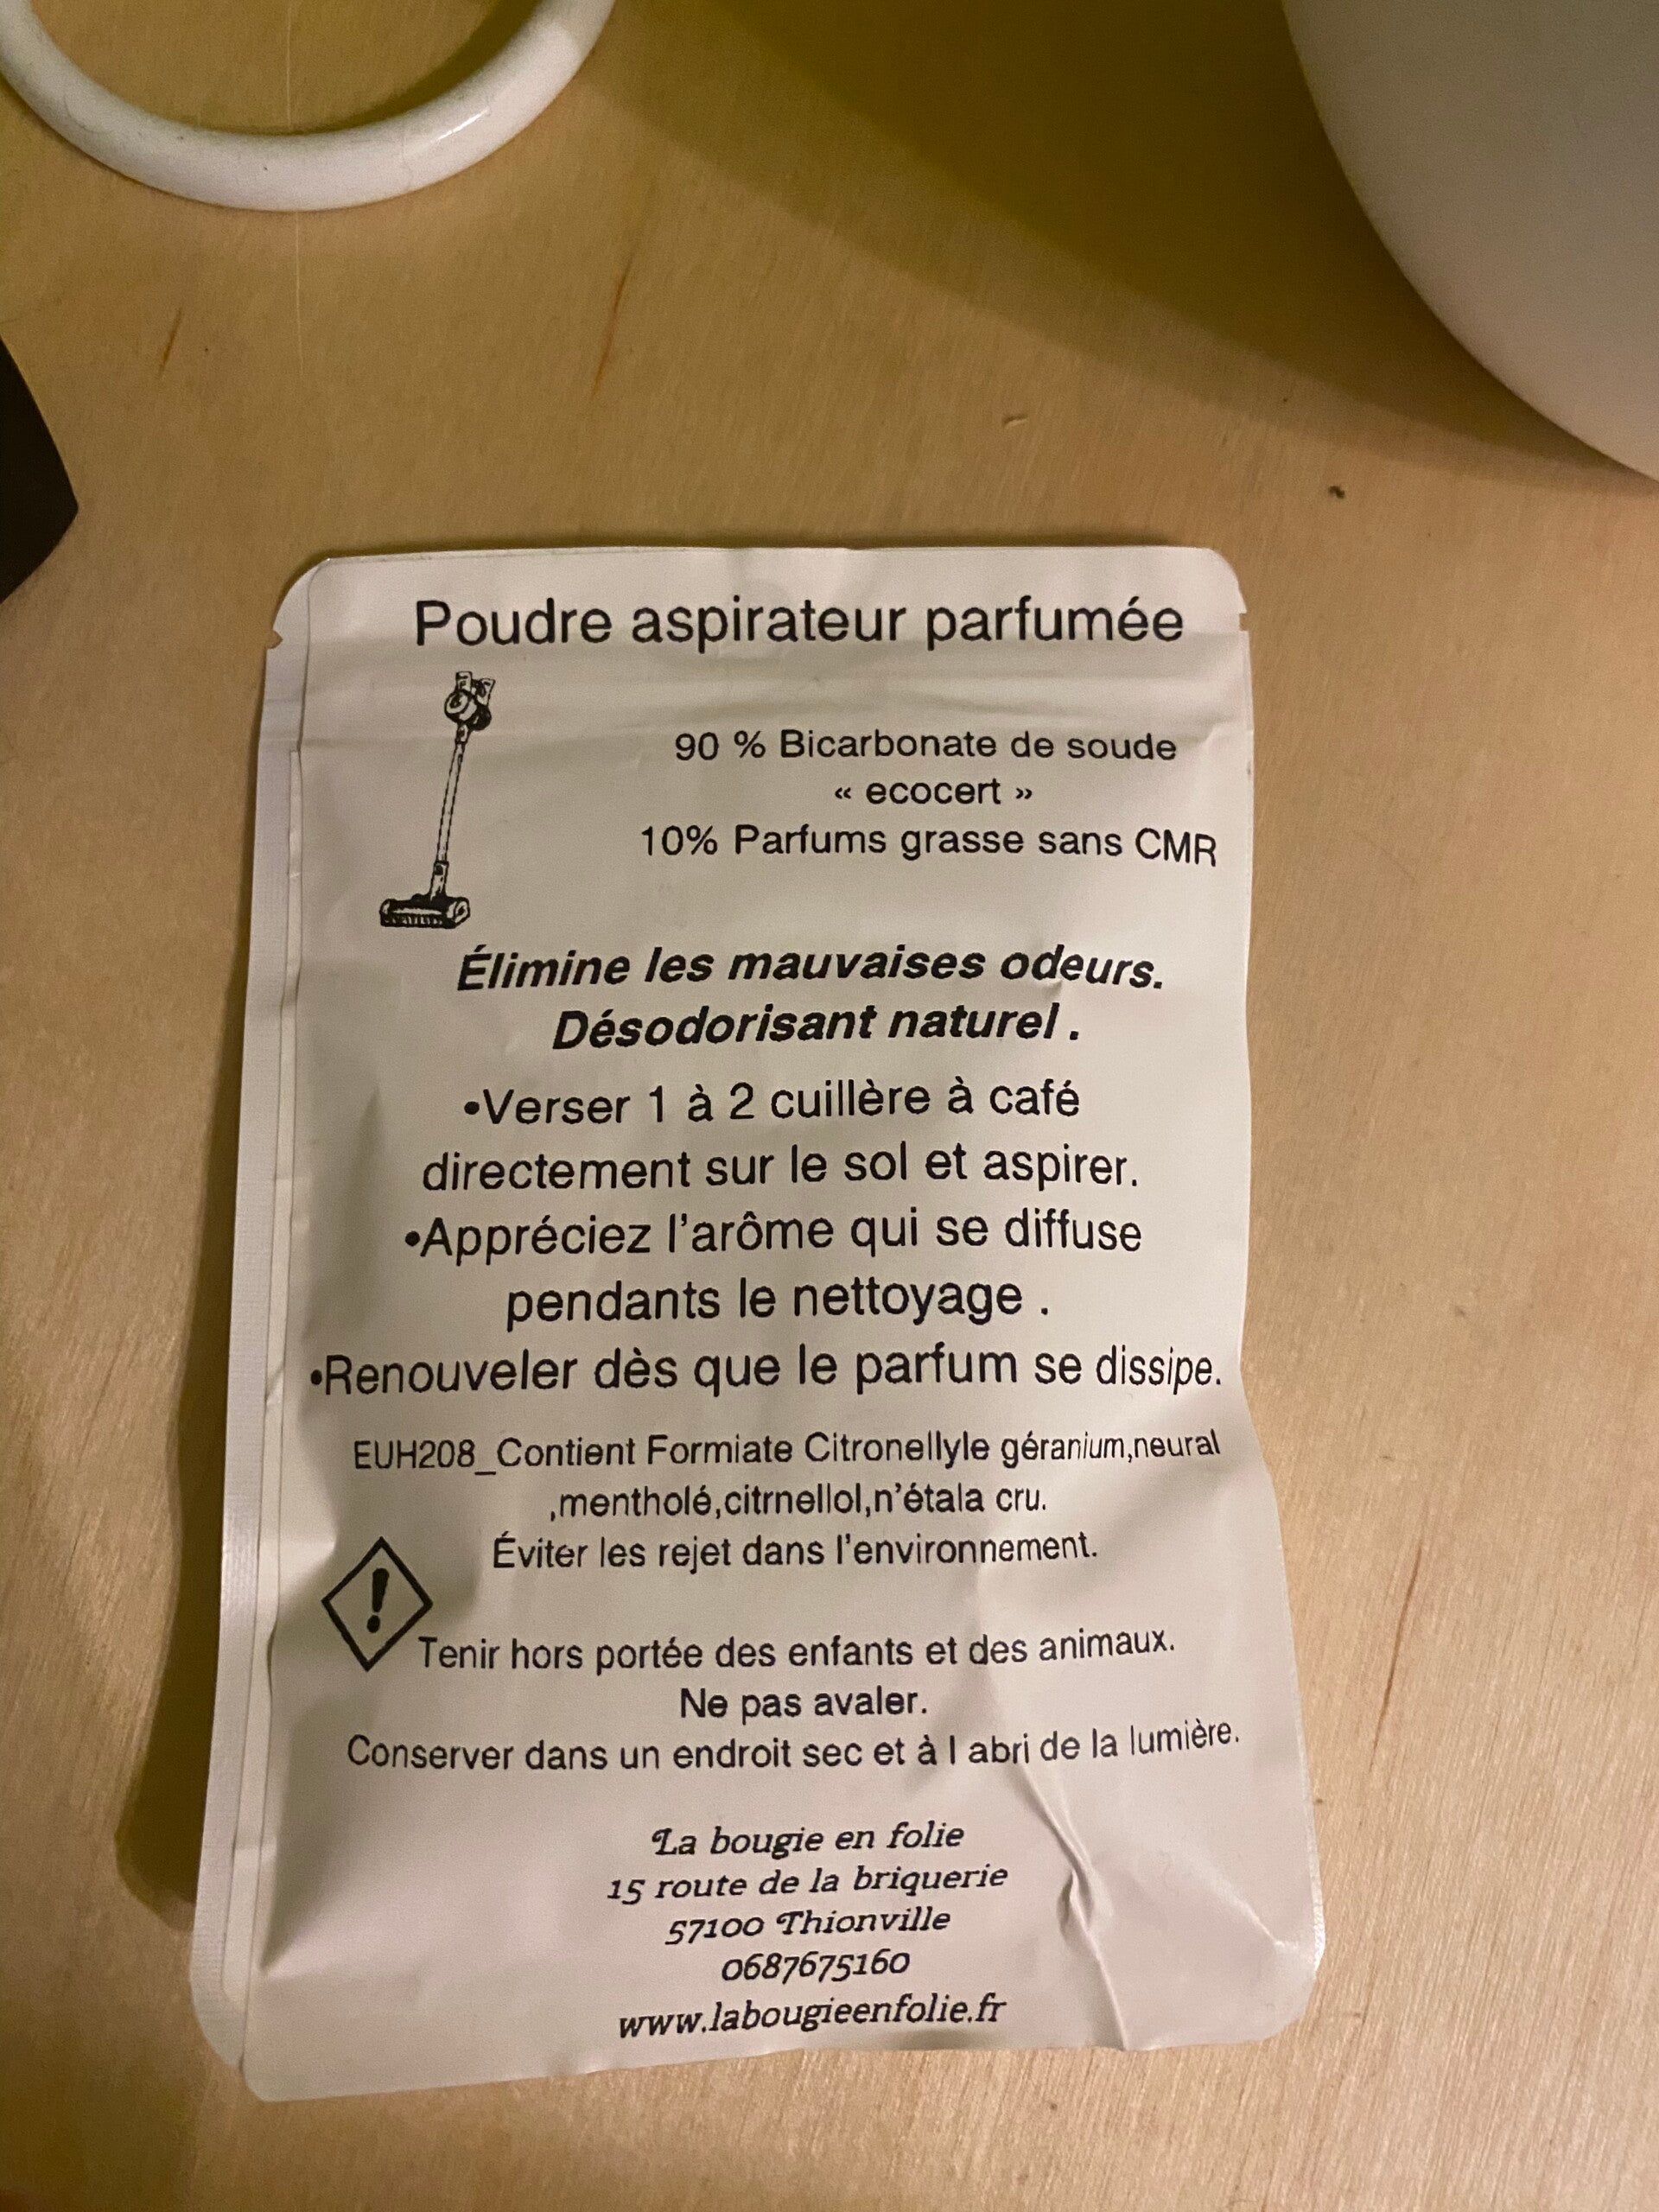 Poudre aspirateur parfumée
90 % Bicarbonate de soude
« ecocert »
10% Parfums grasse sans CMR
Élimine les mauvaises odeurs.
Désodorisant naturel .
•Verser 1 à 2 cuillère à café
directement sur le sol et aspirer.
•Appréciez l'arôme qui se diffuse
pendants le nettoyage .
•Renouveler dès que le parfum se dissipe.
EUH208_Contient Formiate Citronellyle géranium,neural
,mentholé,citrnellol,n'étala cru.
Éviter les rejet dans l'environnement.
!
Tenir hors portée des enfants et des animaux.
Ne pas avaler.
Conserver dans un endroit sec et à l abri de la lumière.
La bougie en folie
15 route de la briquerie
57100 Thionville
0687675160
www.labougieenfolie.fr